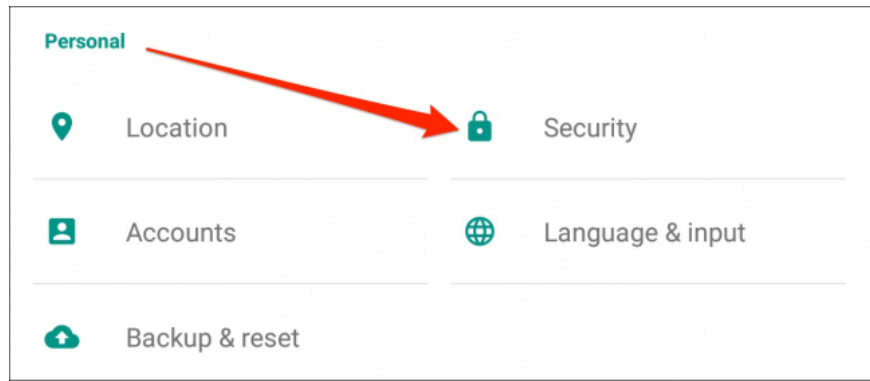 Personal
Location
Security
Accounts
Language & input
Backup & reset